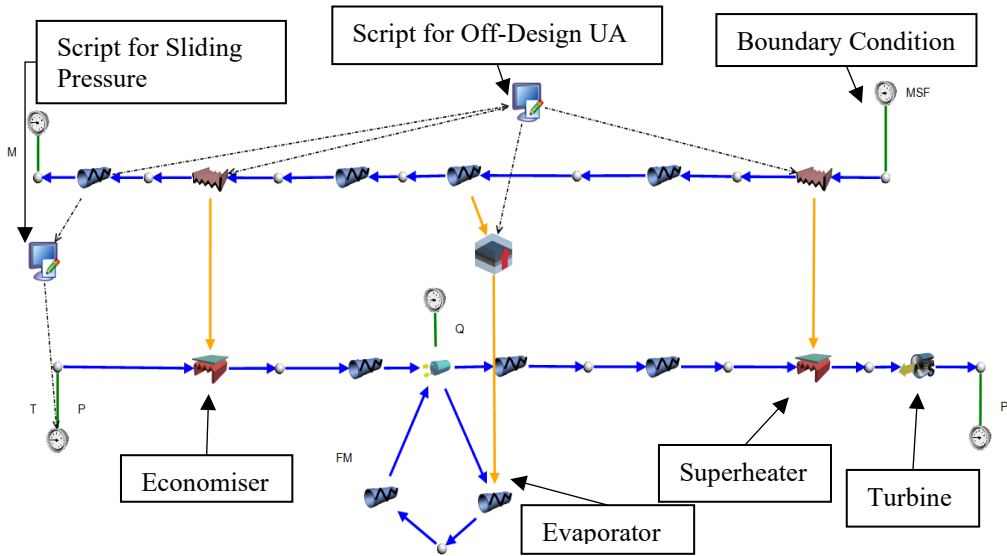 Script for Sliding
Pressure
Script for Off-Design UA
Boundary Condition
MSF
M
Q
T
P
P
FM
Economiser
Evaporator
Superheater
Turbine